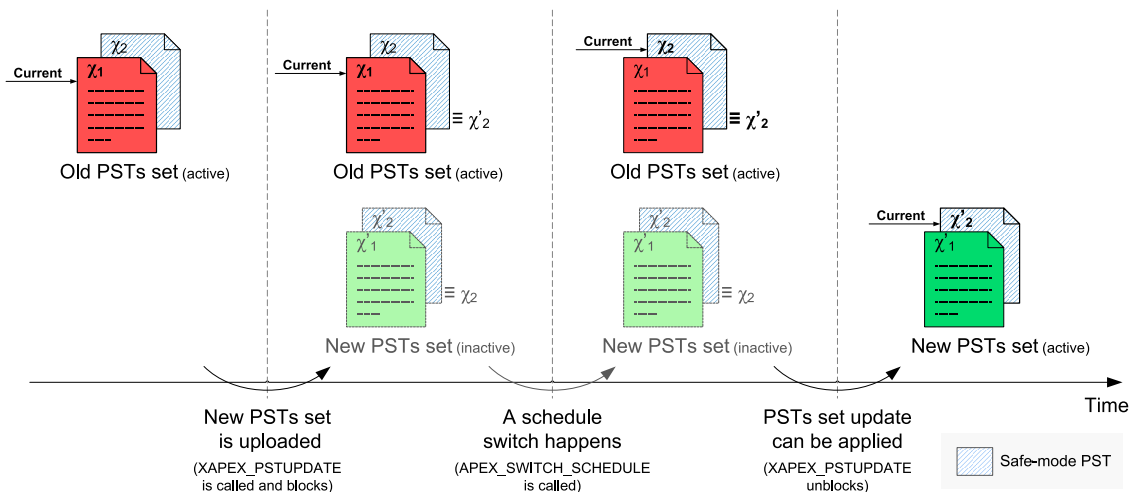 χ2
Current
χ1
Old PSTs set (active)
χ2
Current
χ1
≡ χ'2
Old PSTs set (active)
χ'2
χ'1
≡ χ2
New PSTs set (inactive)
Current
χ2
χ1
≡ χ'2
Old PSTs set (active)
χ'2
χ'1
≡ χ2
New PSTs set (inactive)
Current
χ'2
χ'1
New PSTs set (active)
Time
New PSTs set
is uploaded
(XAPEX_PSTUPDATE
is called and blocks)
A schedule
switch happens
(APEX_SWITCH_SCHEDULE
is called)
PSTs set update
can be applied
(XAPEX_PSTUPDATE
unblocks)
Safe-mode PST